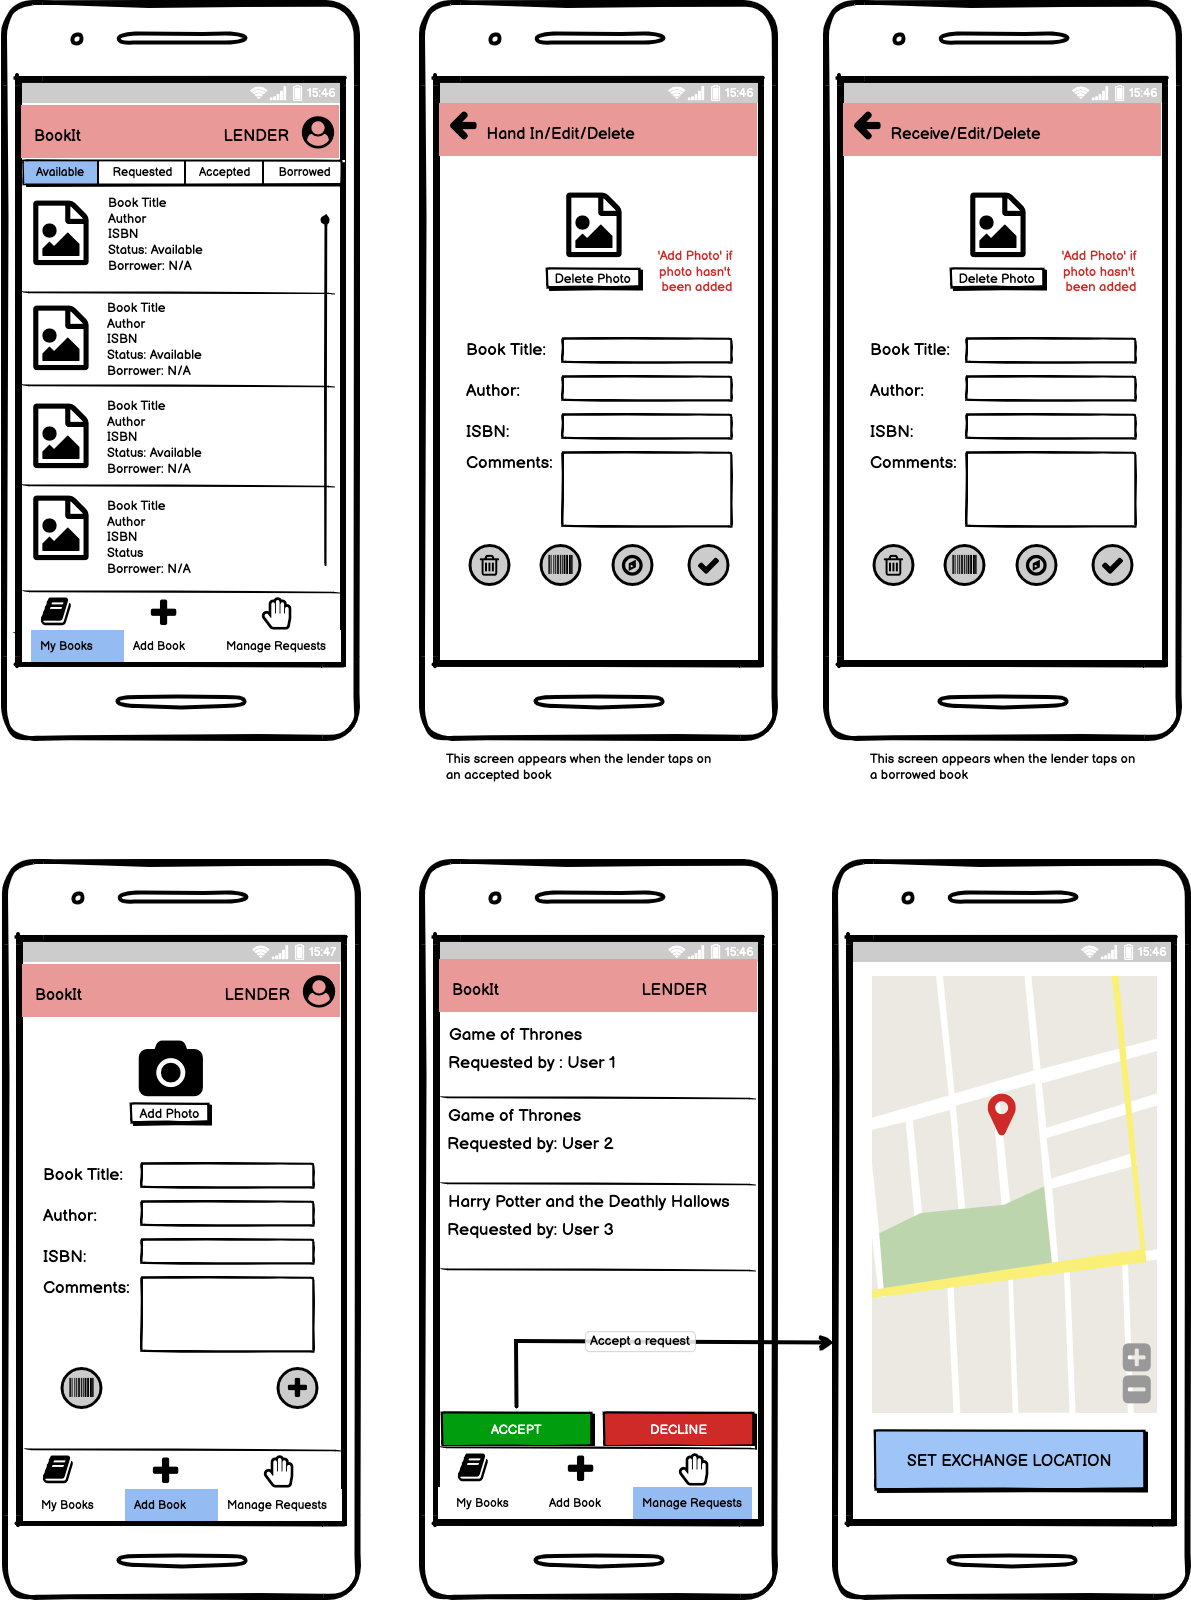 15:46
BookIt
LENDER
Available
Requested
Accepted
Borrowed
Book Title
Author
ISBN
Status: Available
Borrower: N/A
Book Title
Author
ISBN
Status: Available
Borrower: N/A
Book Title
Author
ISBN
Status: Available
Borrower: N/A
Book Title
Author
ISBN
Status
Borrower: N/A
My Books
Add Book
Manage Requests
15:46
Hand In/Edit/Delete
'Add Photo' if
photo hasn't
been added
Delete Photo
Book Title:
Author:
ISBN:
Comments:
This screen appears when the lender taps on
an accepted book
15:46
Receive/Edit/Delete
'Add Photo' if
photo hasn't
been added
Delete Photo
Book Title:
Author:
ISBN:
Comments:
This screen appears when the lender taps on
a borrowed book
15:47
BookIt
LENDER
Add Photo
Book Title:
Author:
ISBN:
Comments:
My Books
Add Book
Manage Requests
15:46
BookIt
LENDER
Game of Thrones
Requested by : User 1
Game of Thrones
Requested by: User 2
Harry Potter and the Deathly Hallows
Requested by: User 3
Accept a request
ACCEPT
DECLINE
My Books
Add Book
Manage Requests
15:46
SET EXCHANGE LOCATION